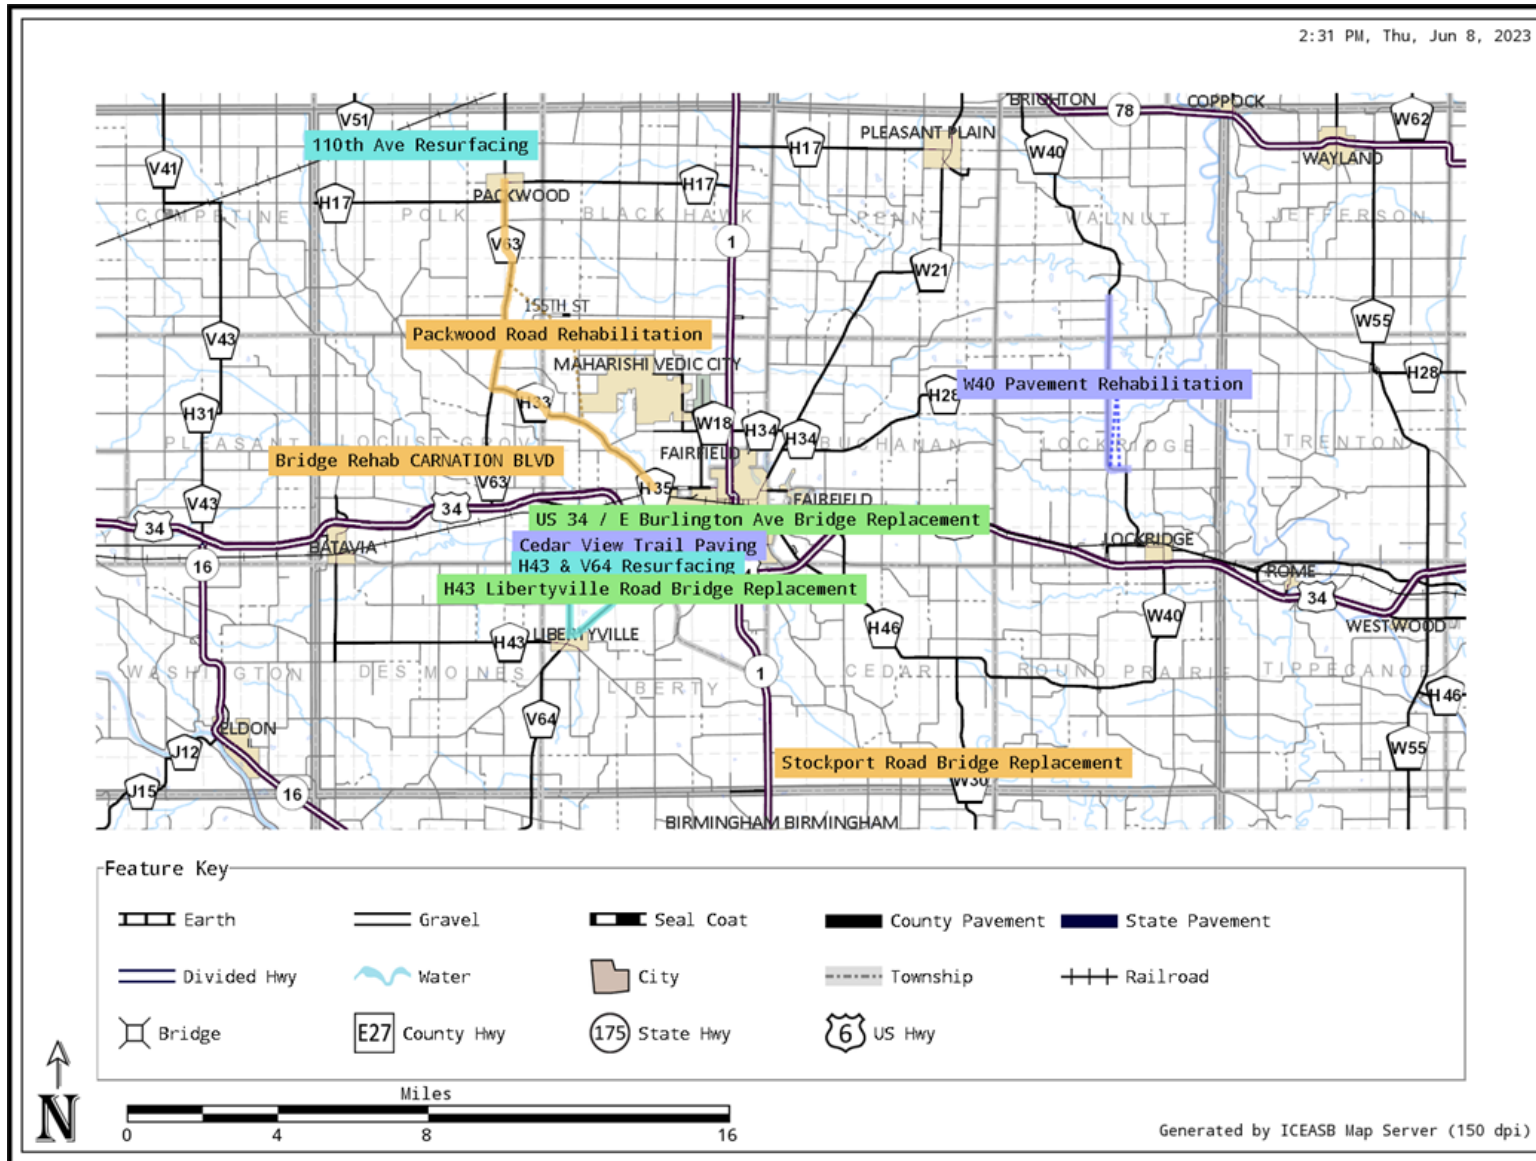 2:31 PM, Thu, Jun 8, 2023
BRIGHTON
78
COPPOCK
V51
W62
110th Ave Resurfacing
PLEASANT PLAIN
H17
W40
WAYLAND
V41
PACKWOOD
H17
H17
COMPETINE
POLK
BLACK HAWK
PENN
WALNUT
JEFFERSON
V63
1
W21
155TH ST
Packwood Road Rehabilitation
V43
W55
MAHARISHI VEDIC CITY
W40 Pavement Rehabilitation
H28
H28
H33
H31
W18
H34
H34
PLEASANT
LOCUST GROV
BUCHANAN
LOCKRIDGE
TRENTON
FAIRFIELD
Bridge Rehab CARNATION BLVD
V63
H35
V43
FAIRFIELD
34
34
US 34 / E Burlington Ave Bridge Replacement
BATAVIA
Cedar View Trail Paving
LOCKRIDGE
16
H43 & V64 Resurfacing
ROME
H43 Libertyville Road Bridge Replacement
34
W40
H46
WESTWOOD
H43
LIBERTYVILLE
WASHINGTON
DES MOINES
LIBERTY
1
CEDAR
ROUND PRAIRIE
TIPPECANOE
H46
V64
ELDON
J12
W55
Stockport Road Bridge Replacement
J15
16
W30
BIRMINGHAM BIRMINGHAM
Feature Key
Earth
Gravel
Seal Coat
County Pavement
State Pavement
Divided Hwy
Water
City
Township
Railroad
Bridge
E27 County Hwy
175 State Hwy
6 US Hwy
N
Miles
0 4 8 16
Generated by ICEASB Map Server (150 dpi)